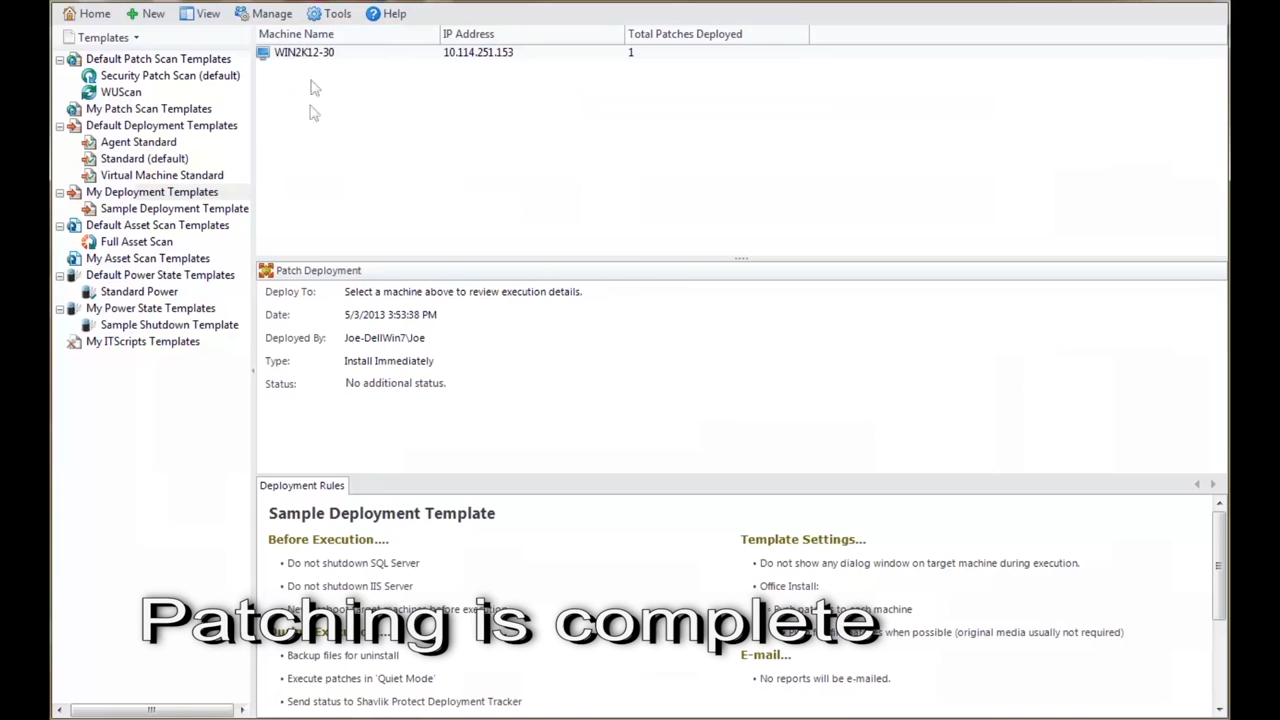 Home New View Manage Tools Help
Templates
Default Patch Scan Templates
Security Patch Scan (default)
WUScan
My Patch Scan Templates
Default Deployment Templates
Agent Standard
Standard (default)
Virtual Machine Standard
My Deployment Templates
Sample Deployment Template
Default Asset Scan Templates
Full Asset Scan
My Asset Scan Templates
Default Power State Templates
Standard Power
My Power State Templates
Sample Shutdown Template
My ITScripts Templates
Machine Name IP Address Total Patches Deployed
WIN2K12-30 10.114.251.153 1
Patch Deployment
Deploy To: Select a machine above to review execution details.
Date: 5/3/2013 3:53:38 PM
Deployed By: Joe-DellWin7\Joe
Type: Install Immediately
Status: No additional status.
Deployment Rules
Sample Deployment Template
Before Execution....
• Do not shutdown SQL Server
• Do not shutdown IIS Server
target machines before
• Backup files for uninstall
• Execute patches in 'Quiet Mode'
• Send status to Shavlik Protect Deployment Tracker
Template Settings...
• Do not show any dialog window on target machine during execution.
• Office Install:
machine
when possible (original media usually not required)
E-mail...
• No reports will be e-mailed.
Patching is complete